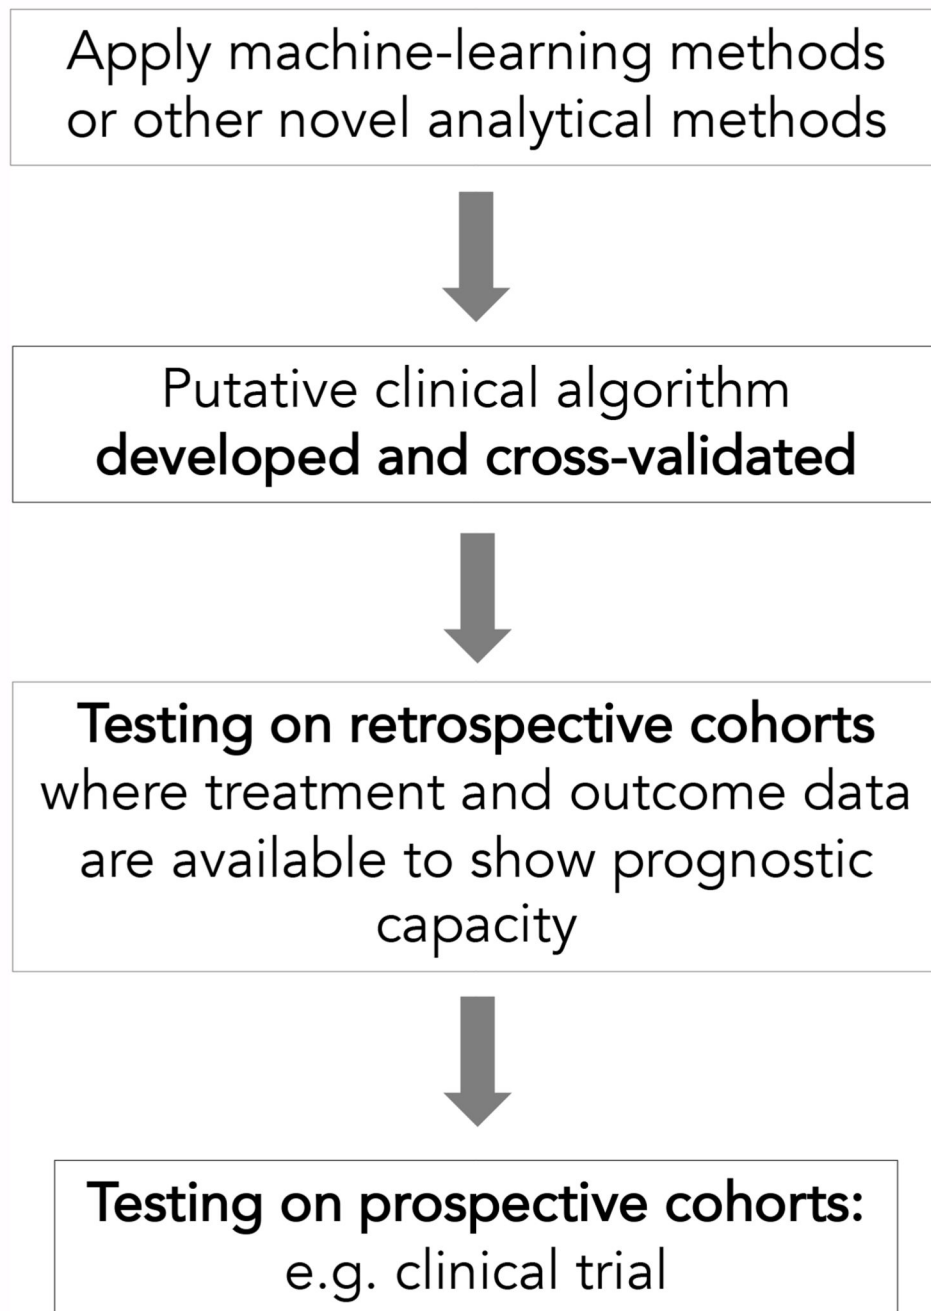 Apply machine-learning methods
or other novel analytical methods
Putative clinical algorithm
developed and cross-validated
Testing on retrospective cohorts
where treatment and outcome data
are available to show prognostic
capacity
Testing on prospective cohorts:
e.g. clinical trial